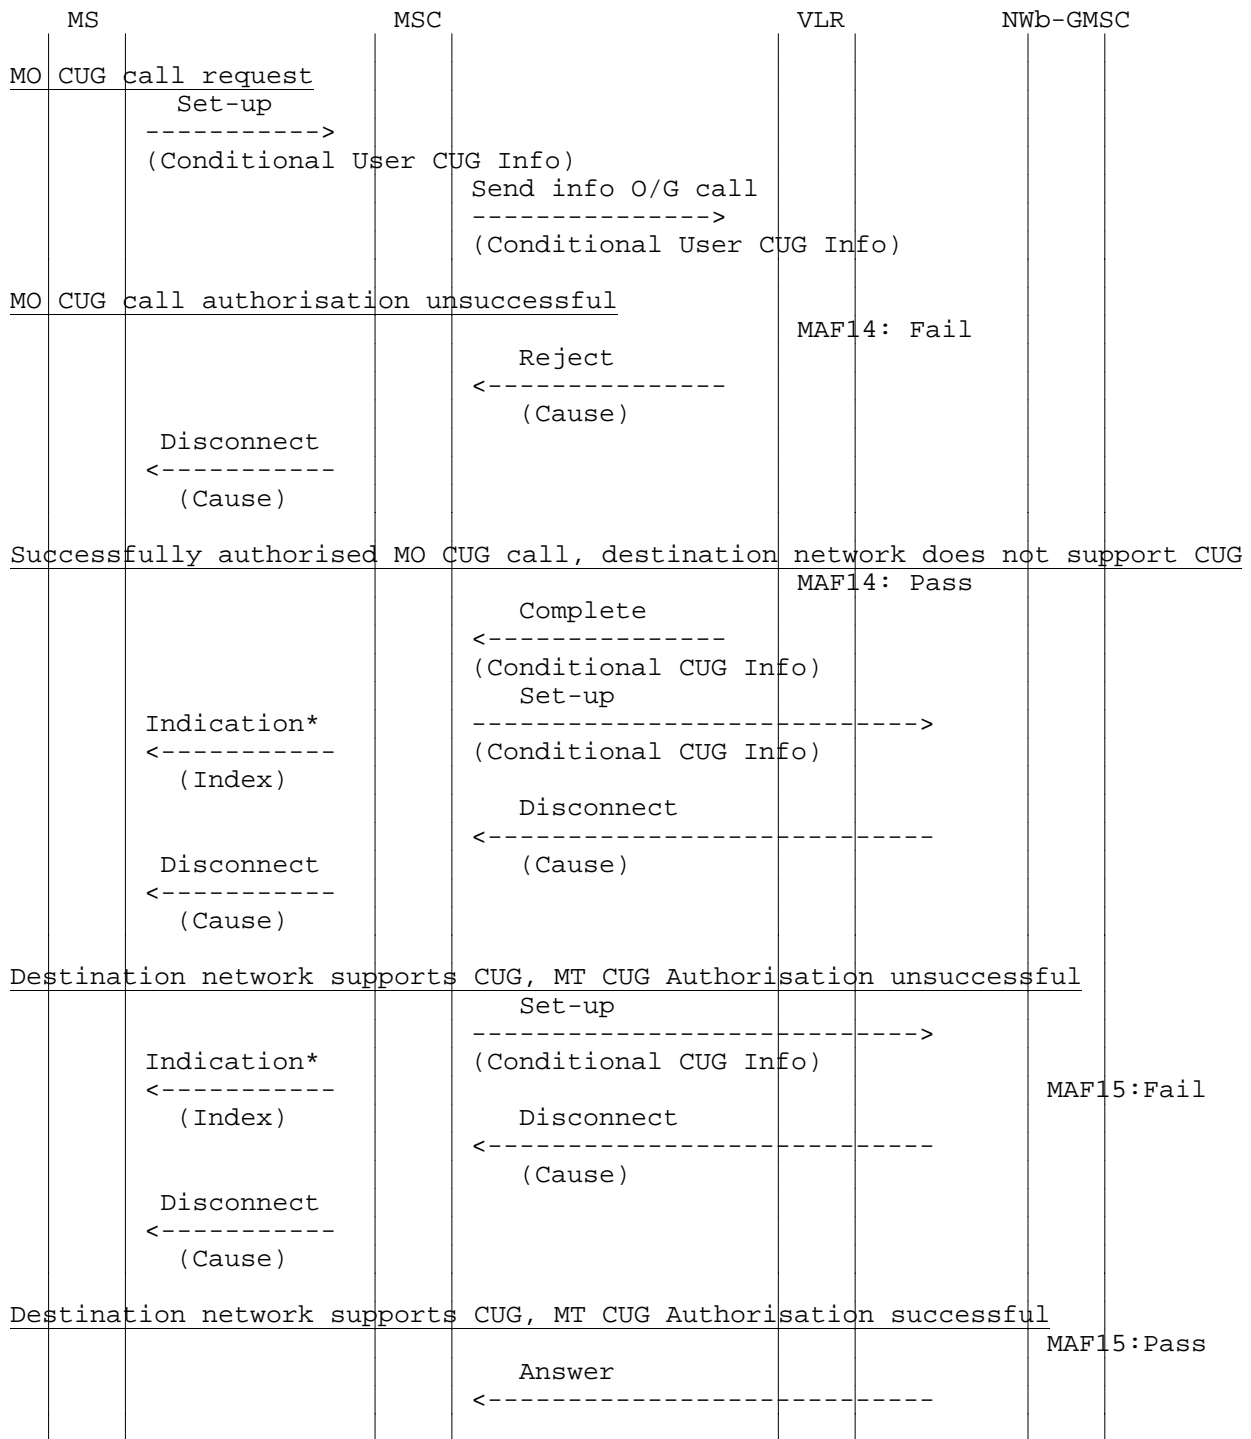 MS MSC VLR NWb-GMSC
MO CUG call request
Set-up
----------->
(Conditional User CUG Info)
Send info O/G call
--------------->
(Conditional User CUG Info)
MO CUG call authorisation unsuccessful
MAF14: Fail
Reject
<---------------
(Cause)
Disconnect
<-----------
(Cause)
Successfully authorised MO CUG call, destination network does not support CUG
MAF14: Pass
Complete
<---------------
(Conditional CUG Info)
Set-up
Indication* ---------------------------->
<----------- (Conditional CUG Info)
(Index)
Disconnect
<----------------------------
Disconnect (Cause)
<-----------
(Cause)
Destination network supports CUG, MT CUG Authorisation unsuccessful
Set-up
---------------------------->
Indication* (Conditional CUG Info)
<----------- MAF15:Fail
(Index) Disconnect
<----------------------------
(Cause)
Disconnect
<-----------
(Cause)
Destination network supports CUG, MT CUG Authorisation successful
MAF15:Pass
Answer
<----------------------------